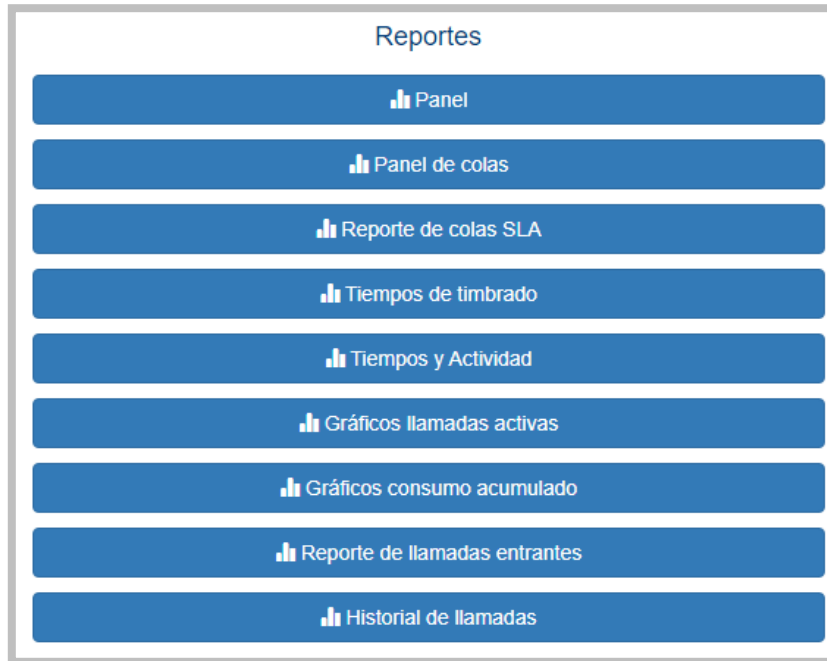 Reportes
Panel
Panel de colas
Reporte de colas SLA
Tiempos de timbrado
Tiempos y Actividad
Gráficos llamadas activas
Gráficos consumo acumulado
Reporte de llamadas entrantes
Historial de llamadas